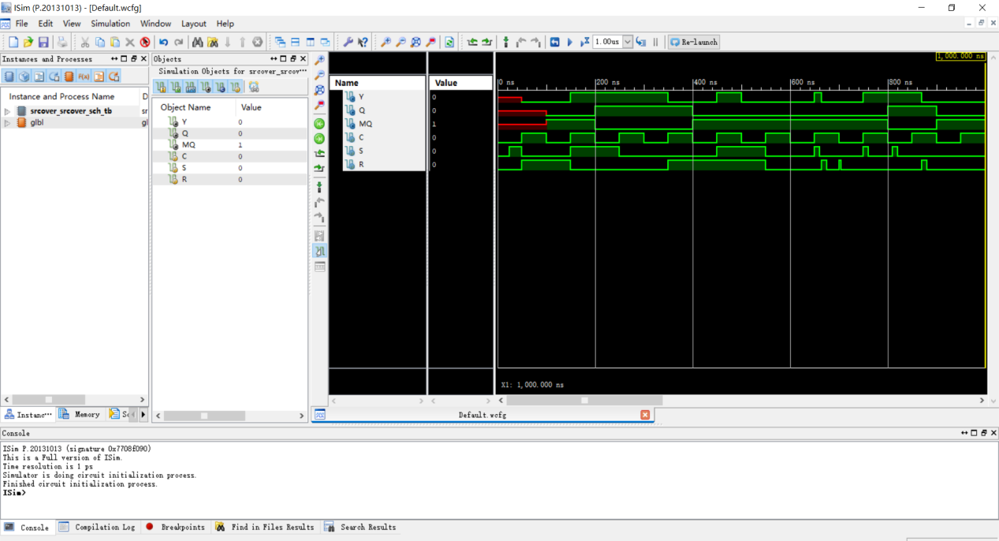 ISim (P.20131013) - [Default.wcfg]
File Edit View Simulation Window Layout Help
1.00us Re-launch
Instances and Processes
Instance and Process Name D
srcover_srcover_sch_tb sr
glbl gl
Instanc··· Memory
Objects
Simulation Objects for srcover_srcov···
Object Name Value
Y 0
Q 0
MQ 1
C 0
S 0
R 0
Name Value
Y 0
Q 0
MQ 1
C 0
S 0
R 0
1,000.000 ns
0 ns 200 ns 400 ns 600 ns 800 ns
X1: 1,000.000 ns
Default.wcfg
Console
ISim P.20131013 (signature 0x7708f090)
This is a Full version of ISim.
Time resolution is 1 ps
Simulator is doing circuit initialization process.
Finished circuit initialization process.
ISim>
Console Compilation Log Breakpoints Find in Files Results Search Results